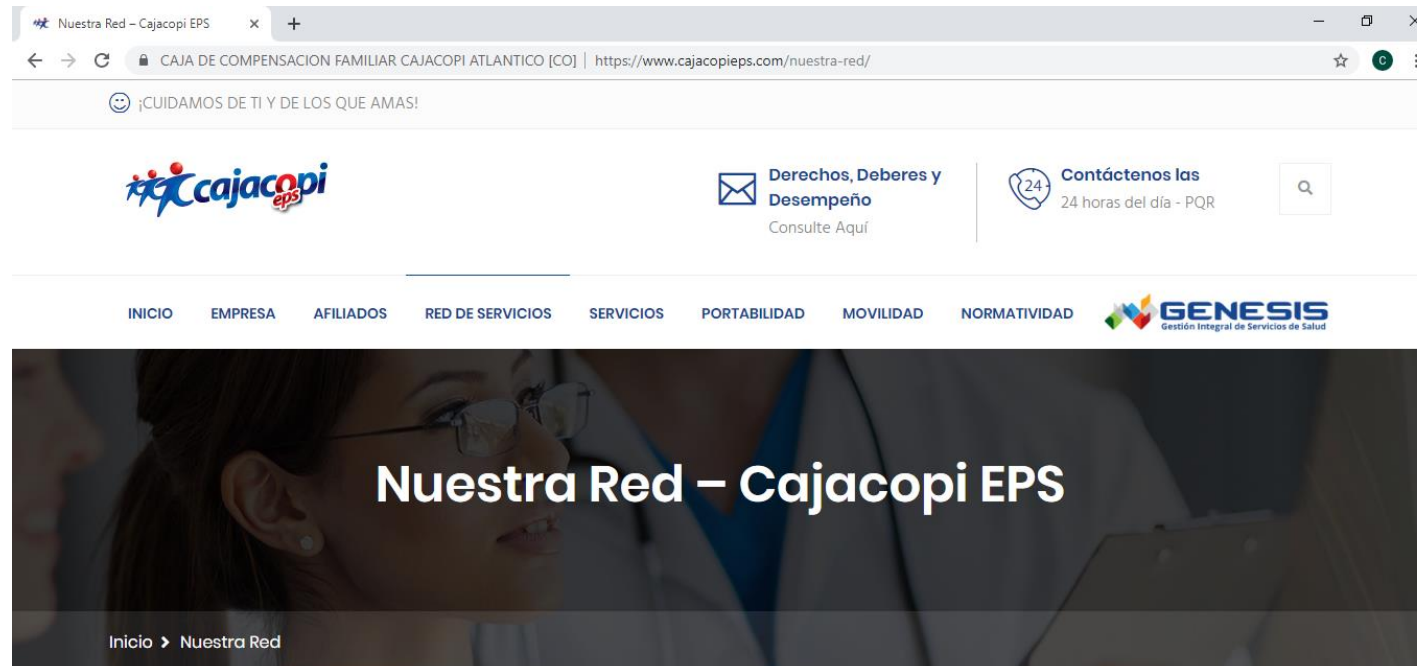 Nuestra Red – Cajacopi EPS
CAJA DE COMPENSACION FAMILIAR CAJACOPI ATLANTICO [CO] | https://www.cajacopieps.com/nuestra-red/
C
¡CUIDAMOS DE TI Y DE LOS QUE AMAS!
cajacopi
eps
Derechos, Deberes y
Desempeño
Consulte Aquí
24
Contáctenos las
24 horas del día - PQR
INICIO EMPRESA AFILIADOS RED DE SERVICIOS SERVICIOS PORTABILIDAD MOVILIDAD NORMATIVIDAD
GENESIS
Gestión Integral de Servicios de Salud
Nuestra Red – Cajacopi EPS
Inicio > Nuestra Red